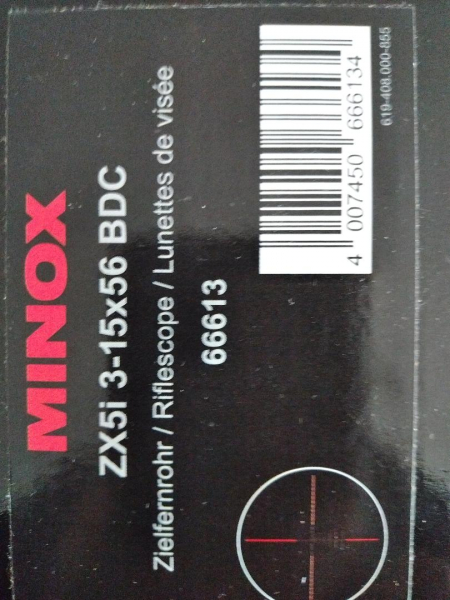 MINOX
ZX5i 3-15x56 BDC
Zielfernrohr / Riflescope / Lunettes de visée
66613
4 007450 666134
619-408.000-855